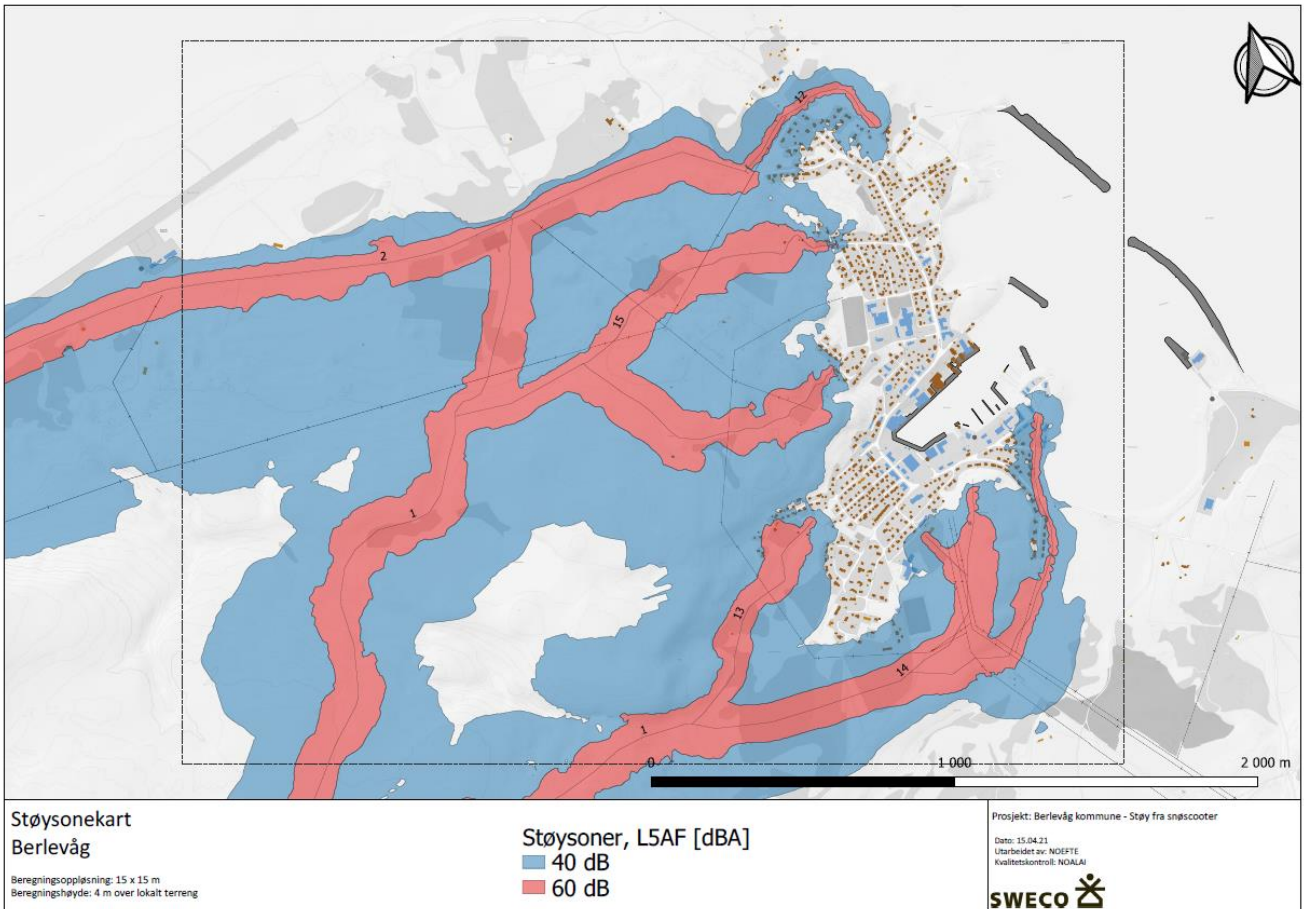 12
2
15
1
13
14
1
0 1 000 2 000 m
Støysonekart
Berlevåg
Beregningsoppløsning: 15 x 15 m
Beregningshøyde: 4 m over lokalt terreng
Støysoner, L5AF [dBA]
40 dB
60 dB
Prosjekt: Berlevåg kommune - Støy fra snøscooter
Dato: 15.04.21
Utarbeidet av: NOEFTE
Kvalitetskontroll: NOALAI
SWECO